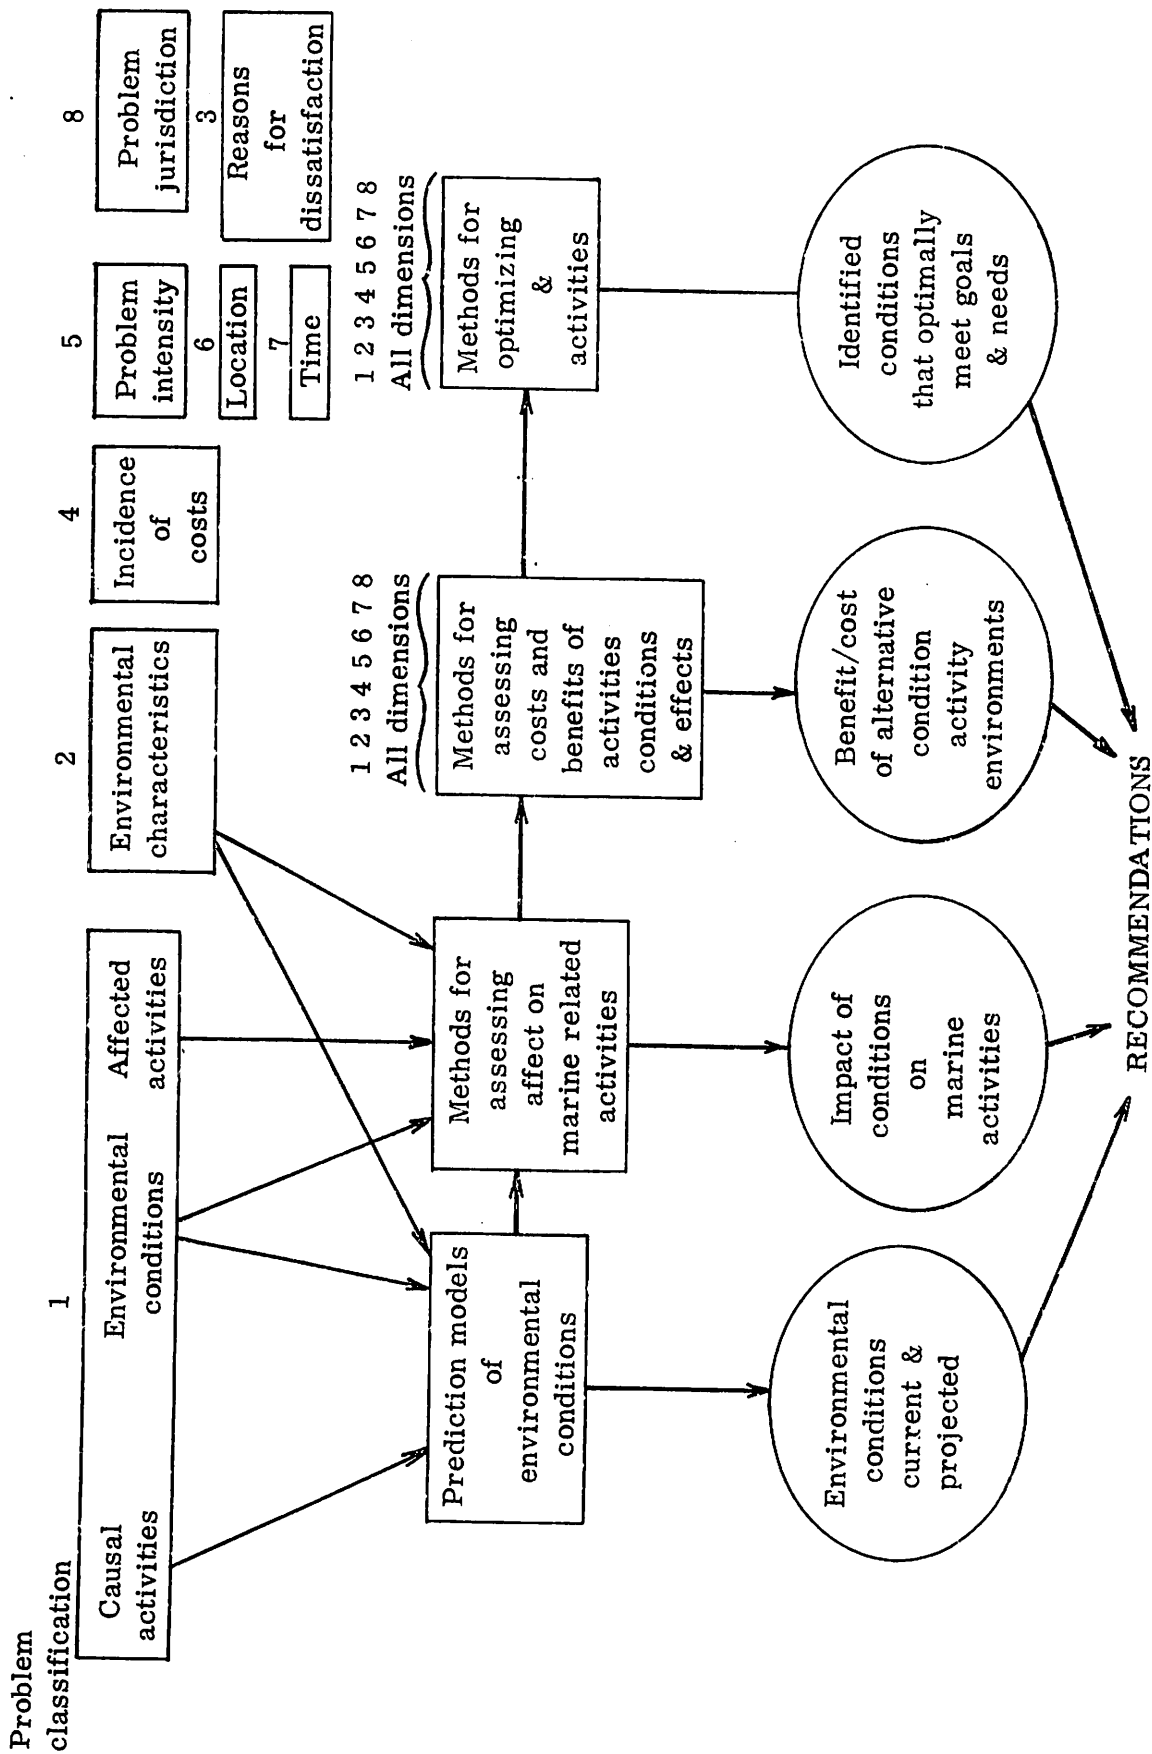 Problem
classification
1
Causal
activities
Environmental
conditions
Affected
activities
2
Environmental
characteristics
4
Incidence
of
costs
5
Problem
intensity
6
Location
7
Time
8
Problem
jurisdiction
3
Reasons
for
dissatisfaction
Prediction models
of
environmental
conditions
Methods for
assessing
affect on
marine related
activities
1 2 3 4 5 6 7 8
All dimensions
Methods for
assessing
costs and
benefits of
activities
conditions
& effects
1 2 3 4 5 6 7 8
All dimensions
Methods for
optimizing
&
activities
Environmental
conditions
current &
projected
Impact of
conditions
on
marine
activities
Benefit/cost
of alternative
condition
activity
environments
Identified
conditions
that optimally
meet goals
& needs
RECOMMENDATIONS